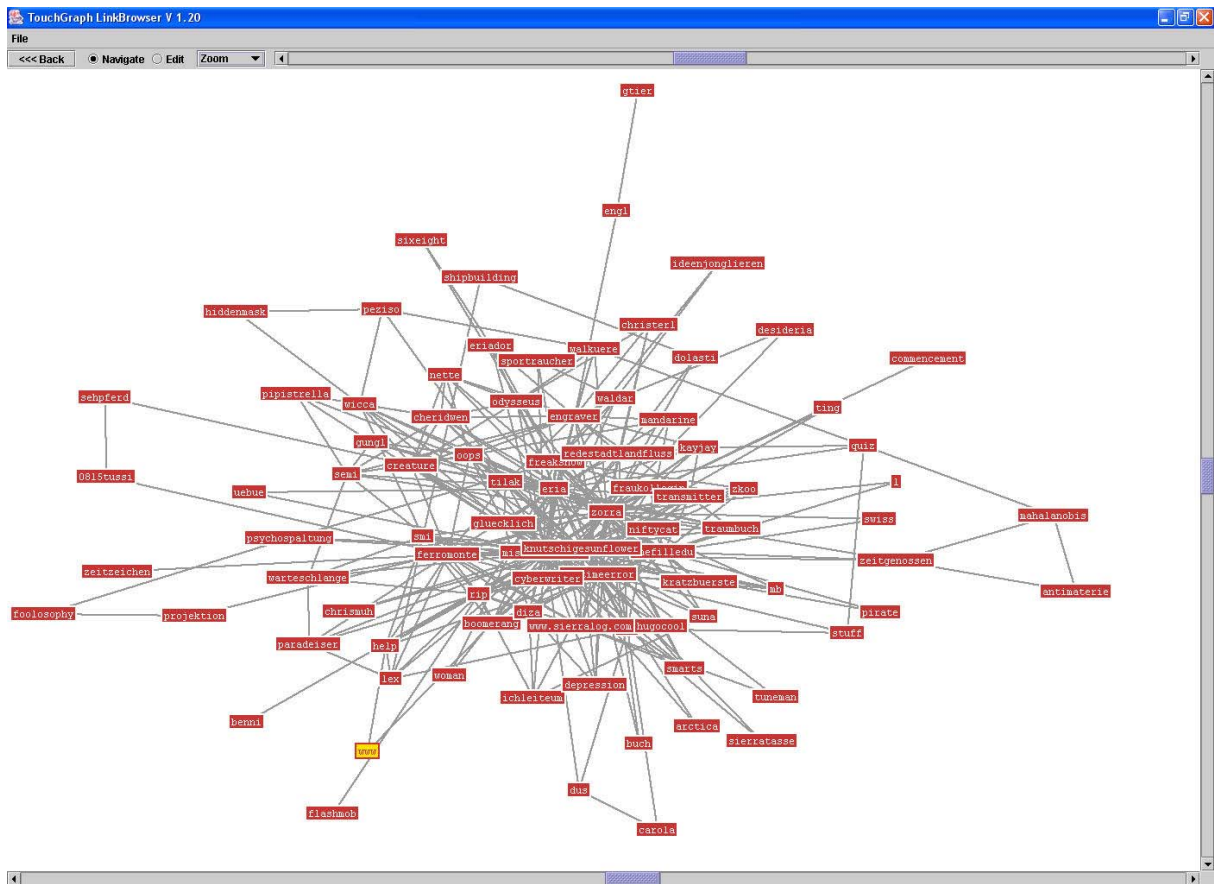 TouchGraph LinkBrowser V 1.20
File
<<< Back Navigate Edit Zoom
gtier
engl
sixeight
ideenjonglieren
shipbuilding
hiddenmask
peziso
christerl
desideria
eriador
walkuere
sportraucher
dolasti
commencement
nette
pipistrella
sehpferd
wicca
odysseus
waldar
ting
cheridwen
engraver
mandarine
gungl
oops
redestadtlandfluss
kayjay
quiz
creature
freakshow
semi
0815tussi
tilak
eria
transmitter
zkoo
1
uebue
zorra
mahalanobis
gluecklich
niftycat
traumbuch
swiss
psychospaltung
smi
ferromonte
knutschigesunflower
zeitgenossen
zeitzeichen
warteschlange
cyberwriter
kratzbuerste
mb
antimaterie
rip
foolosophy
projektion
chrismuh
diza
suna
pirate
boomerang
www.sierralog.com
hugocool
stuff
paradeiser
help
lex
woman
smarts
depression
ichleiteum
tuneman
benni
arctica
buch
sierratasse
www
dus
flashmob
carola